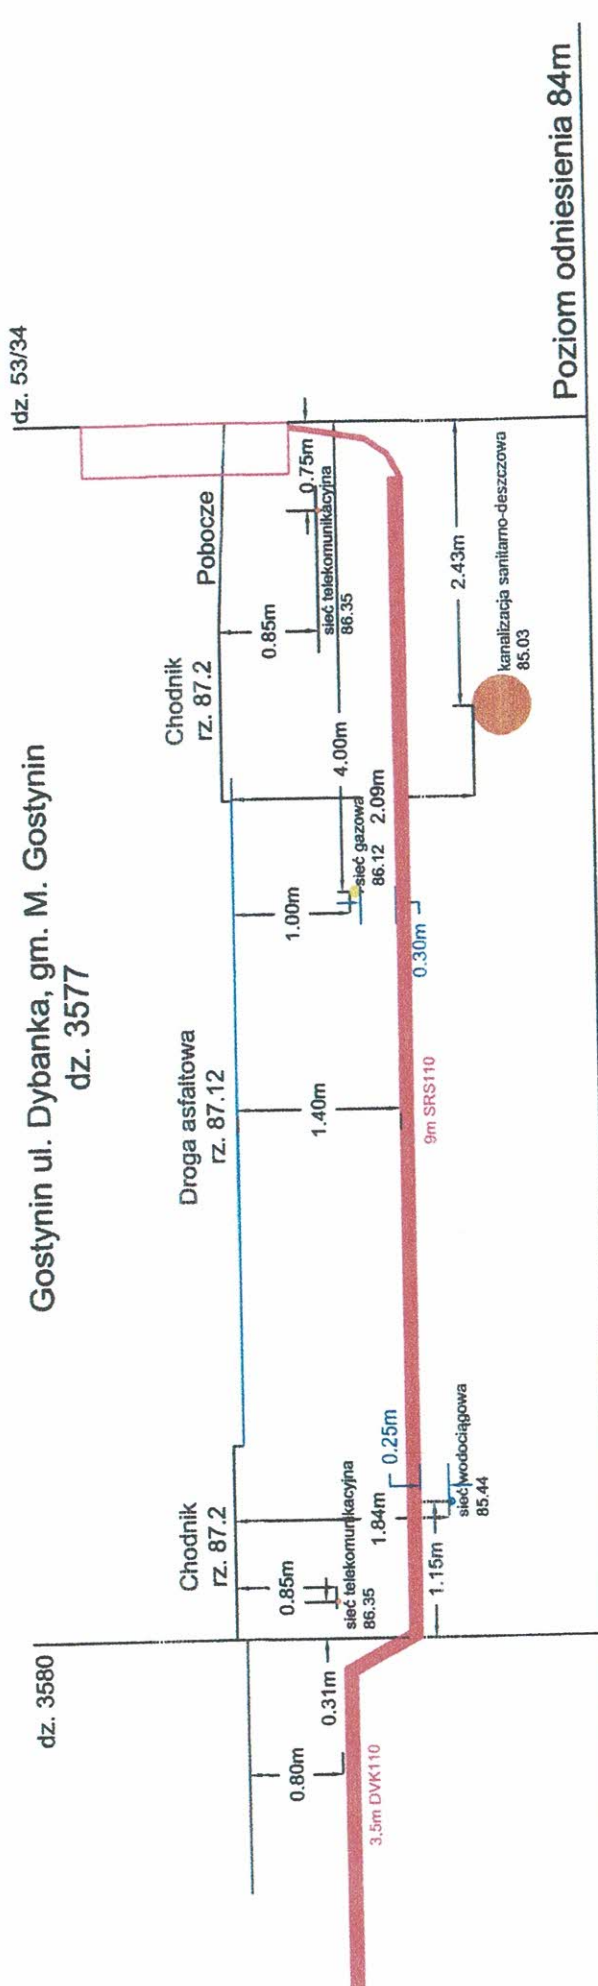 Gostynin ul. Dybanka, gm. M. Gostynin
dz. 3577
dz. 3580
dz. 53/34
Chodnik
rz. 87.2
Droga asfaltowa
rz. 87.12
Chodnik
rz. 87.2
Pobocze
0.80m
0.31m
0.85m
sieć telekomunikacyjna
86.35
1.84m
0.25m
1.15m
sieć wodociągowa
85.44
3.5m DVK110
1.40m
9m SRS110
1.00m
sieć gazowa
86.12
0.30m
4.00m
2.09m
0.85m
0.75m
sieć telekomunikacyjna
86.35
2.43m
kanalizacja sanitarno-deszczowa
85.03
Poziom odniesienia 84m